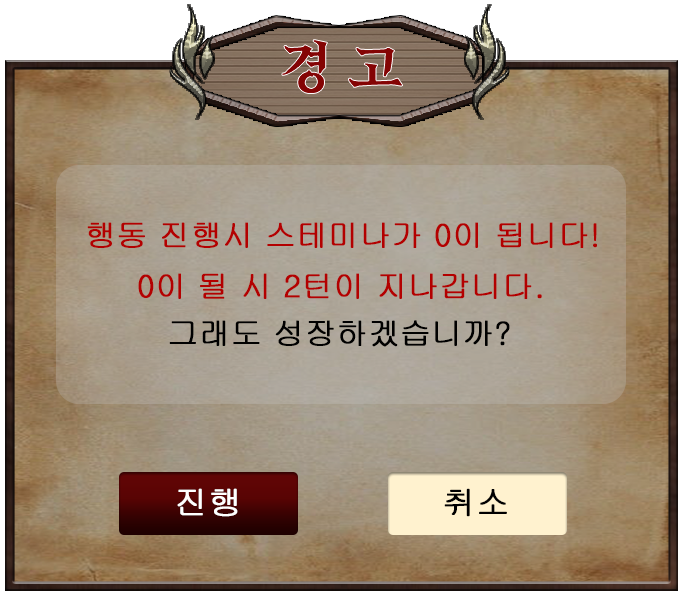 경고
행동 진행시 스테미나가 0이 됩니다!
0이 될 시 2턴이 지나갑니다.
그래도 성장하겠습니까?
진행 취소